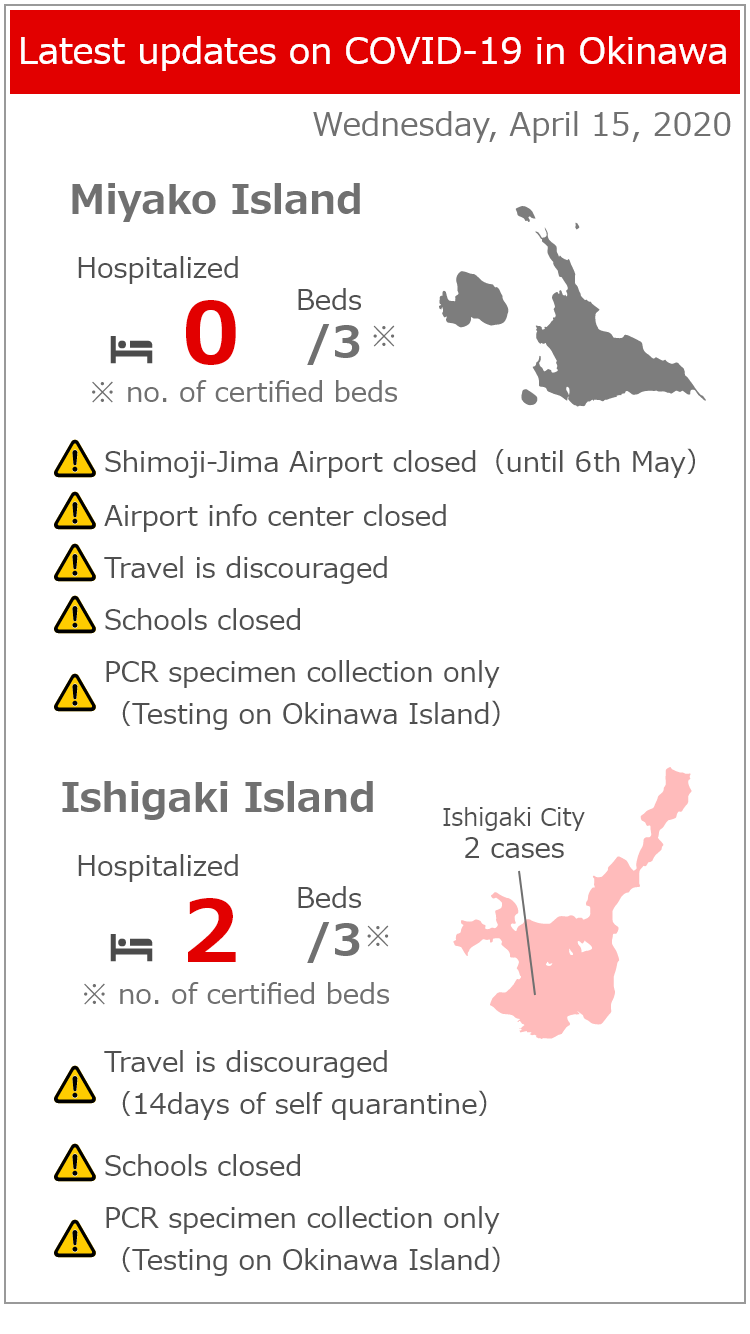 Latest updates on COVID-19 in Okinawa
Wednesday, April 15, 2020
Miyako Island
Hospitalized
0
Beds
/3※
※ no. of certified beds
Shimoji-Jima Airport closed（until 6th May）
Airport info center closed
Travel is discouraged
Schools closed
PCR specimen collection only
（Testing on Okinawa Island）
Ishigaki Island
Ishigaki City
2 cases
Hospitalized
2
Beds
/3※
※ no. of certified beds
Travel is discouraged
（14days of self quarantine）
Schools closed
PCR specimen collection only
（Testing on Okinawa Island）